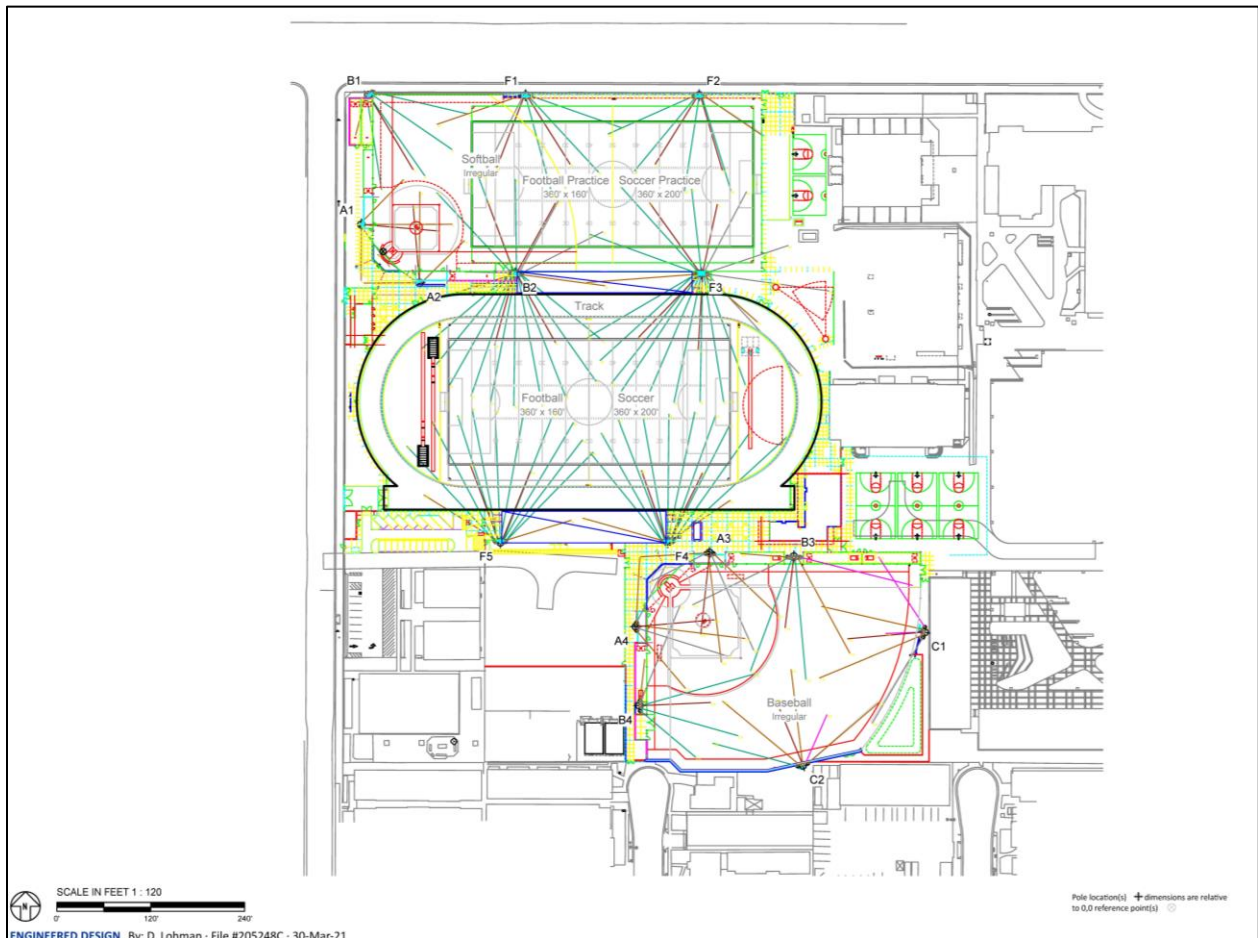 B1 F1 F2
Softball
Irregular
Football Practice Soccer Practice
360' x 160' 360' x 200'
A1
A2 B2 F3
Track
Football Soccer
360' x 160' 360' x 200'
F5 F4 A3 B3
A4 C1
Baseball
Irregular
B4
C2
N
SCALE IN FEET 1 : 120
0' 120' 240'
ENGINEERED DESIGN By: D. Lohman · File #205248C · 30-Mar-21
Pole location(s) dimensions are relative
to 0,0 reference point(s)